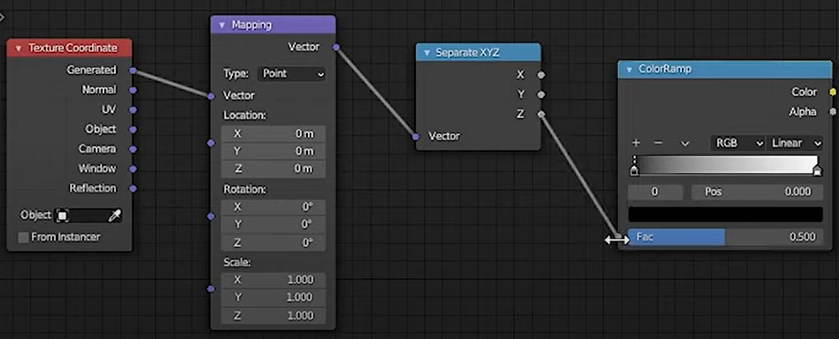 Texture Coordinate
Generated
Normal
UV
Object
Camera
Window
Reflection
Object
From Instancer
Mapping
Vector
Type: Point
Vector
Location:
X 0 m
Y 0 m
Z 0 m
Rotation:
X 0°
Y 0°
Z 0°
Scale:
X 1.000
Y 1.000
Z 1.000
Separate XYZ
X
Y
Z
Vector
ColorRamp
Color
Alpha
+ − RGB Linear
0 Pos 0.000
Fac 0.500